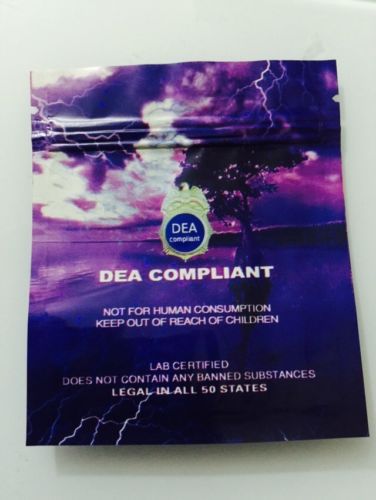 DEA
compliant
DEA COMPLIANT
NOT FOR HUMAN CONSUMPTION
KEEP OUT OF REACH OF CHILDREN
LAB CERTIFIED
DOES NOT CONTAIN ANY BANNED SUBSTANCES
LEGAL IN ALL 50 STATES